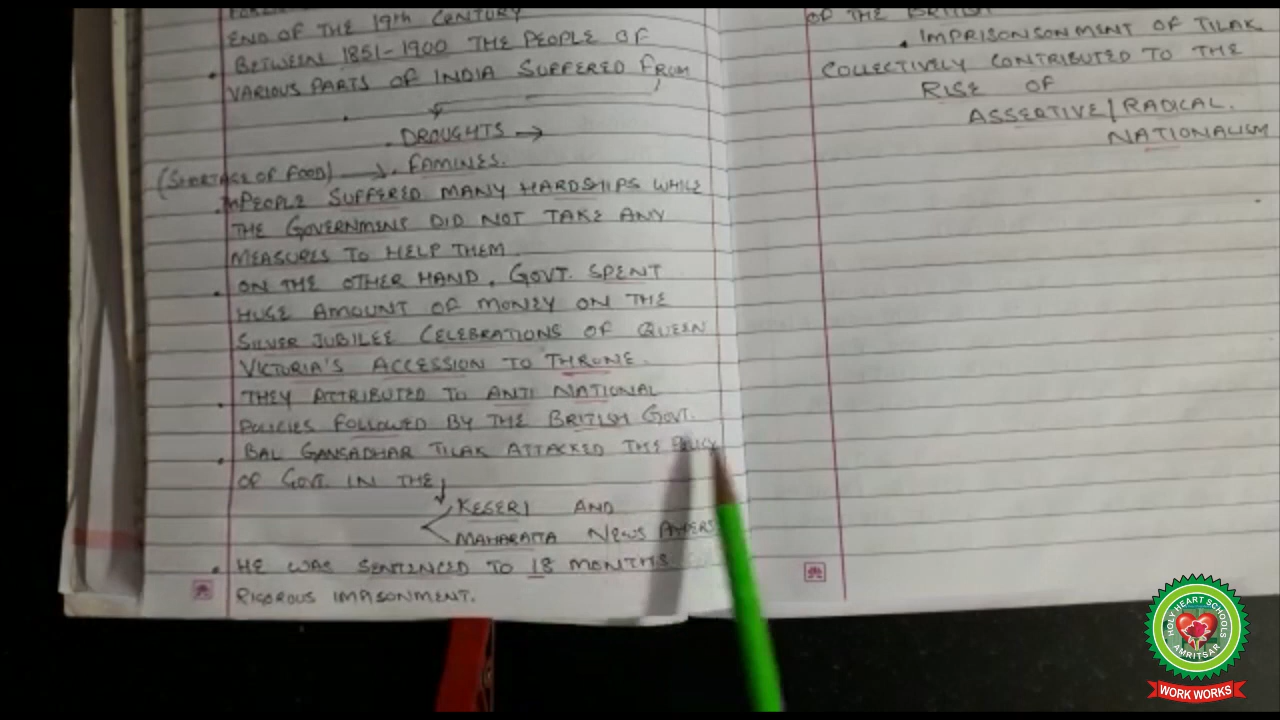 END OF THE 19TH CENTURY
. BETWEEN 1851-1900 THE PEOPLE OF
VARIOUS PARTS OF INDIA SUFFERED FROM
. DROUGHTS →
(SHORTAGE OF FOOD) → . FAMINES.
. PEOPLE SUFFERED MANY HARDSHIPS WHILE
THE GOVERNMENT DID NOT TAKE ANY
MEASURES TO HELP THEM
. ON THE OTHER HAND, GOVT. SPENT
HUGE AMOUNT OF MONEY ON THE
SILVER JUBILEE CELEBRATIONS OF QUEEN
VICTORIA'S ACCESSION TO THRONE.
. THEY ATTRIBUTED TO ANTI NATIONAL
POLICIES FOLLOWED BY THE BRITISH GOVT.
. BAL GANGADHAR TILAK ATTACKED THE POLICY
OF GOVT. IN THE
KESERI AND
MAHARATTA NEWS PAPERS
. HE WAS SENTENCED TO 18 MONTHS
RIGOROUS IMPASONMENT.
OF THE BRITISH
. IMPRISONSONMENT OF TILAK
COLLECTIVELY CONTRIBUTED TO THE
RISE OF
ASSERTIVE/RADICAL
NATIONALISM
HOLY HEART SCHOOLS
AMRITSAR
WORK WORKS